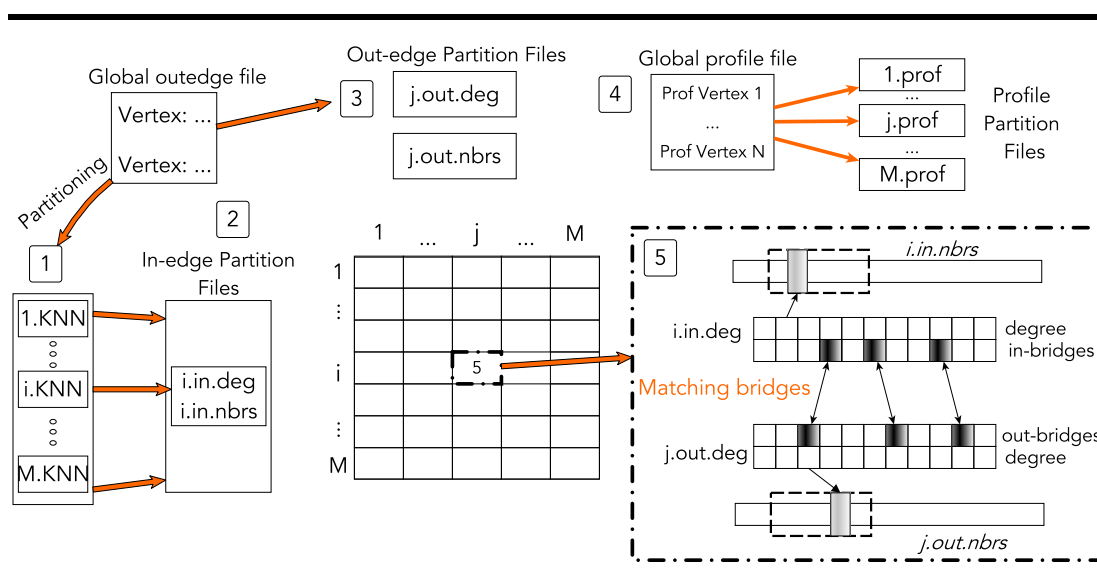 Global outedge file
Vertex: ...
Vertex: ...
Partitioning
3
Out-edge Partition Files
j.out.deg
j.out.nbrs
4
Global profile file
Prof Vertex 1
...
Prof Vertex N
1.prof
...
j.prof
...
M.prof
Profile
Partition
Files
1
1.KNN
i.KNN
M.KNN
2
In-edge Partition
Files
i.in.deg
i.in.nbrs
1 ... j ... M
1
...
i
...
M
5
5
i.in.nbrs
i.in.deg
degree
in-bridges
Matching bridges
j.out.deg
out-bridges
degree
j.out.nbrs